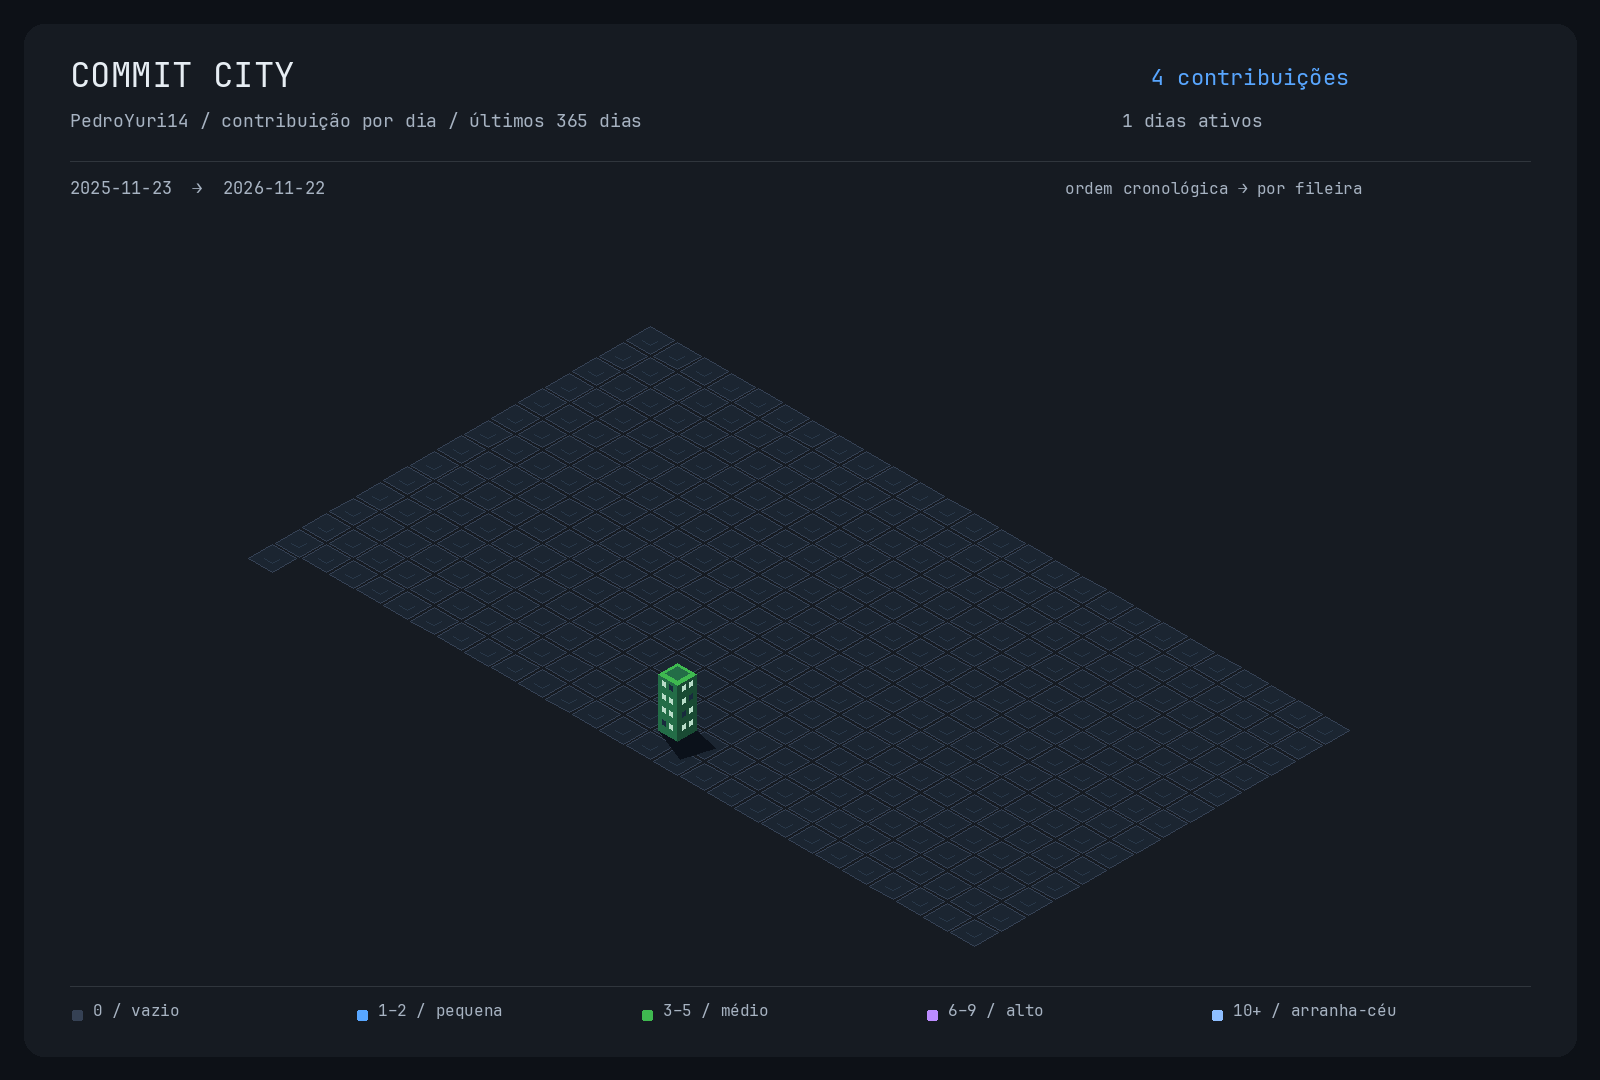 COMMIT CITY
4 contribuições
PedroYuri14 / contribuição por dia / últimos 365 dias
1 dias ativos
2025-11-23 → 2026-11-22
ordem cronológica → por fileira
0 / vazio
1-2 / pequena
3-5 / médio
6-9 / alto
10+ / arranha-céu